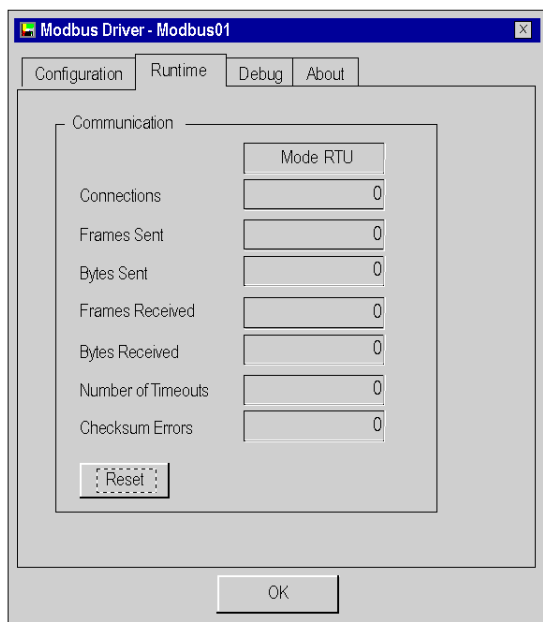 Modbus Driver - Modbus01
Configuration Runtime Debug About
Communication
Mode RTU
Connections 0
Frames Sent 0
Bytes Sent 0
Frames Received 0
Bytes Received 0
Number of Timeouts 0
Checksum Errors 0
Reset
OK